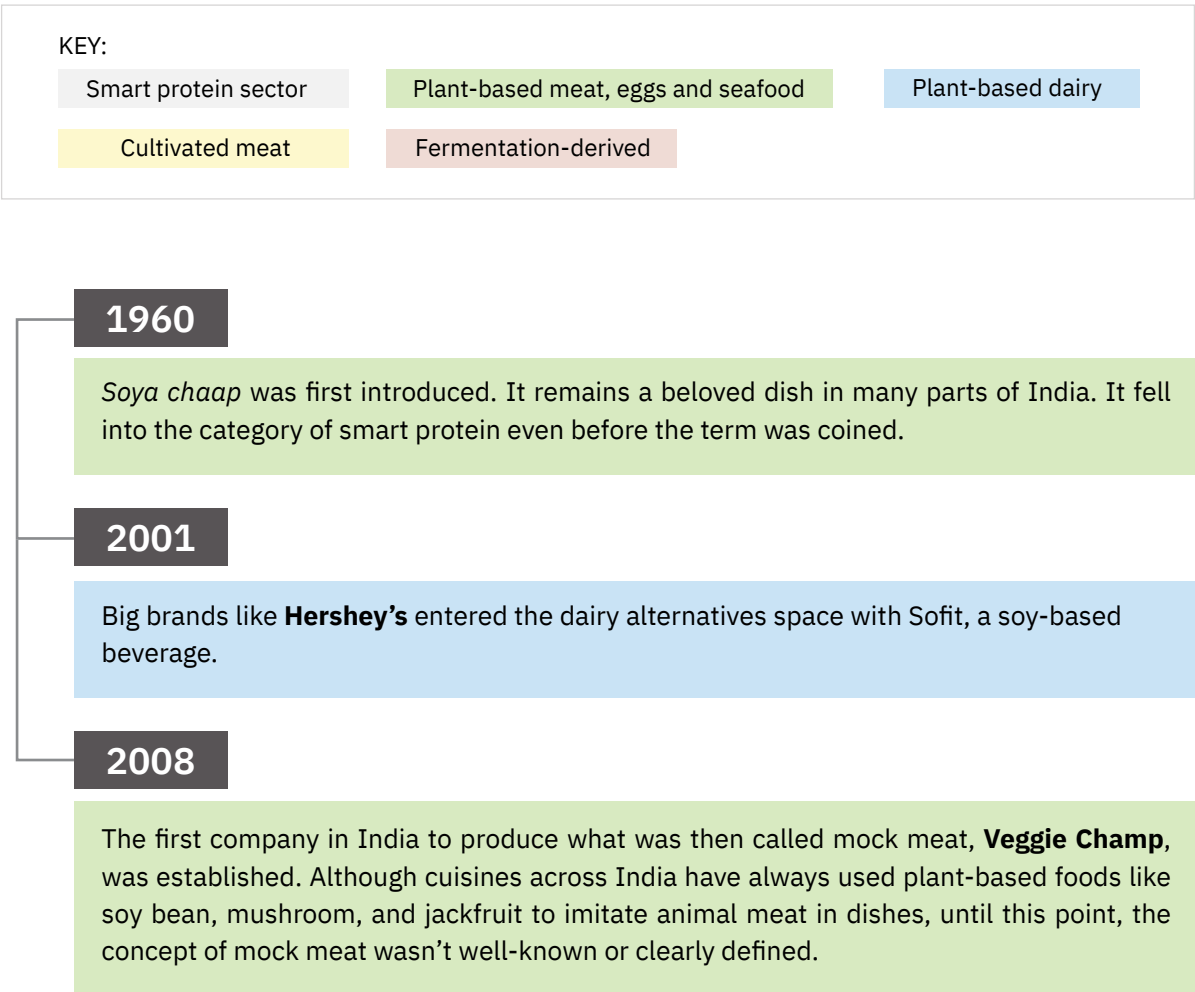 KEY:
Smart protein sector
Plant-based meat, eggs and seafood
Plant-based dairy
Cultivated meat
Fermentation-derived
1960
Soya chaap was first introduced. It remains a beloved dish in many parts of India. It fell
into the category of smart protein even before the term was coined.
2001
Big brands like Hershey’s entered the dairy alternatives space with Sofit, a soy-based
beverage.
2008
The first company in India to produce what was then called mock meat, Veggie Champ,
was established. Although cuisines across India have always used plant-based foods like
soy bean, mushroom, and jackfruit to imitate animal meat in dishes, until this point, the
concept of mock meat wasn’t well-known or clearly defined.